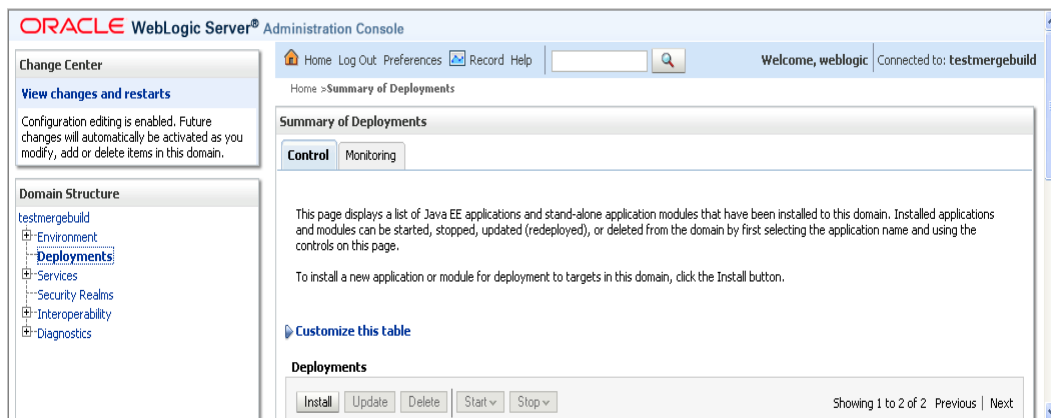 ORACLE WebLogic Server® Administration Console
Change Center
View changes and restarts
Configuration editing is enabled. Future
changes will automatically be activated as you
modify, add or delete items in this domain.
Domain Structure
testmergebuild
Environment
Deployments
Services
Security Realms
Interoperability
Diagnostics
Home Log Out Preferences Record Help
Welcome, weblogic Connected to: testmergebuild
Home >Summary of Deployments
Summary of Deployments
Control Monitoring
This page displays a list of Java EE applications and stand-alone application modules that have been installed to this domain. Installed applications
and modules can be started, stopped, updated (redeployed), or deleted from the domain by first selecting the application name and using the
controls on this page.
To install a new application or module for deployment to targets in this domain, click the Install button.
Customize this table
Deployments
Install Update Delete Start Stop Showing 1 to 2 of 2 Previous | Next